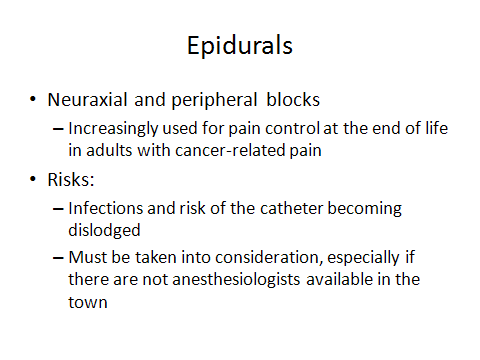 Epidurals
• Neuraxial and peripheral blocks
– Increasingly used for pain control at the end of life
in adults with cancer-related pain
• Risks:
– Infections and risk of the catheter becoming
dislodged
– Must be taken into consideration, especially if
there are not anesthesiologists available in the
town